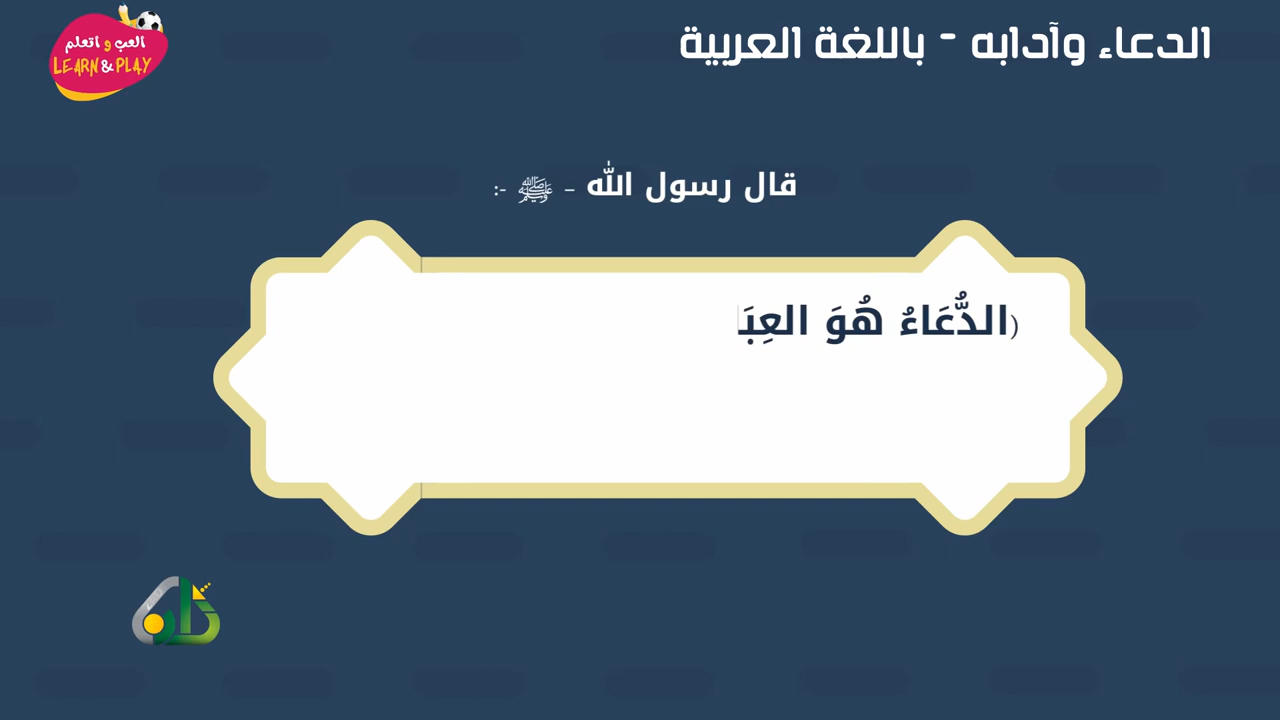 الدعاء وآدابه - باللغة العربية
العب و اتعلم
LEARN & PLAY
قال رسول الله – ﷺ -:
(الدُّعَاءُ هُوَ العِبَ